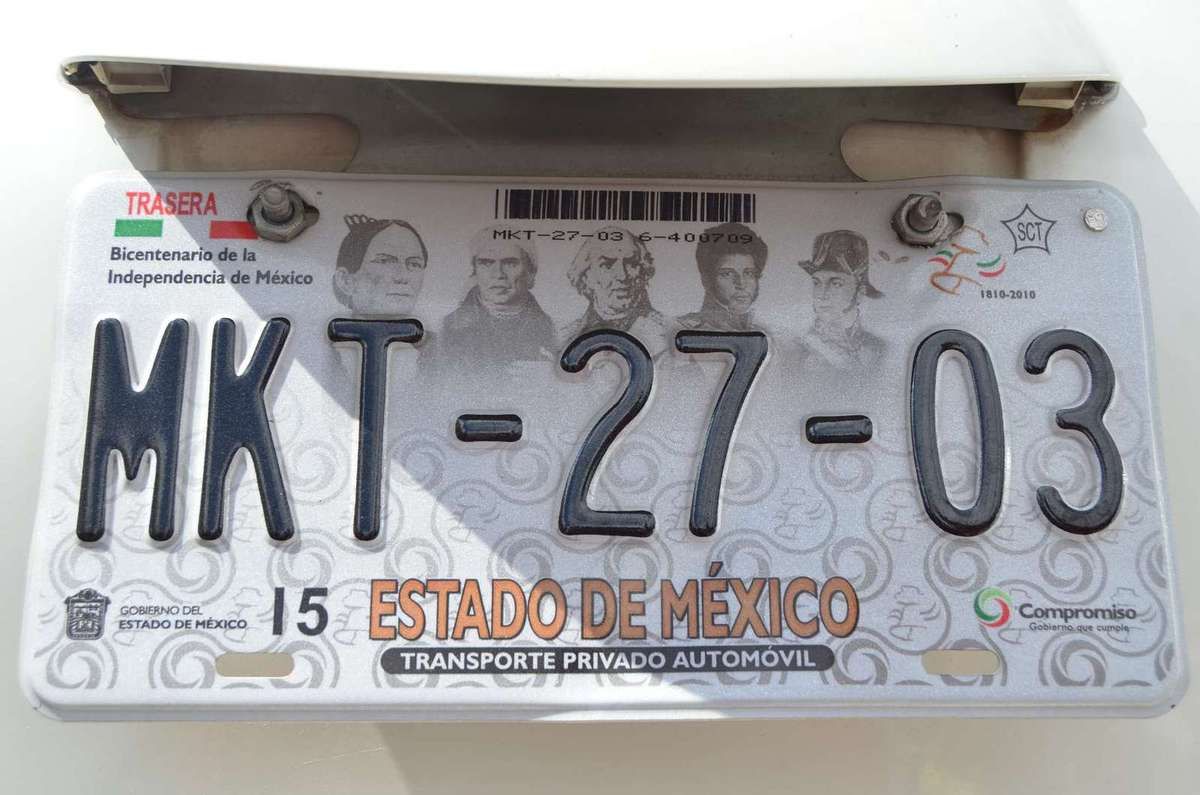 TRASERA
Bicentenario de la
Independencia de México
MKT-27-03 6-400709
SCT
1810-2010
MKT-27-03
GOBIERNO DEL
ESTADO DE MÉXICO
15
ESTADO DE MÉXICO
TRANSPORTE PRIVADO AUTOMÓVIL
Compromiso
Gobierno que cumple